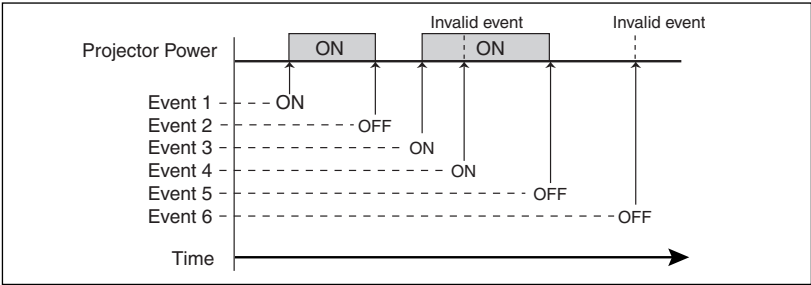 Invalid event Invalid event
Projector Power ON ON
Event 1 ON
Event 2 OFF
Event 3 ON
Event 4 ON
Event 5 OFF
Event 6 OFF
Time